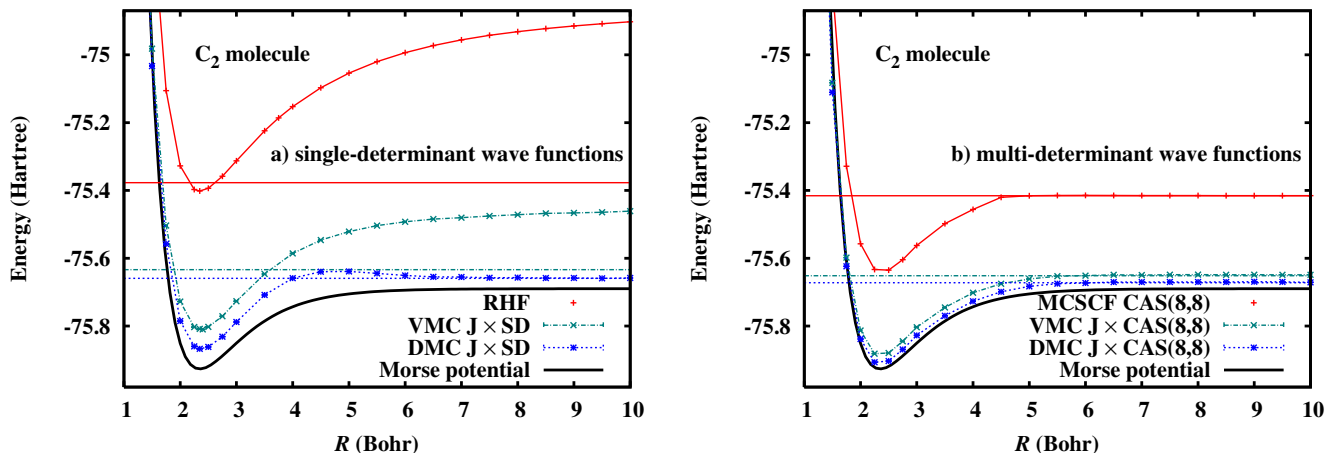 C2 molecule
a) single-determinant wave functions
Energy (Hartree)
-75
-75.2
-75.4
-75.6
-75.8
RHF
VMC J × SD
DMC J × SD
Morse potential
1 2 3 4 5 6 7 8 9 10
R (Bohr)
C2 molecule
b) multi-determinant wave functions
Energy (Hartree)
-75
-75.2
-75.4
-75.6
-75.8
MCSCF CAS(8,8)
VMC J × CAS(8,8)
DMC J × CAS(8,8)
Morse potential
1 2 3 4 5 6 7 8 9 10
R (Bohr)